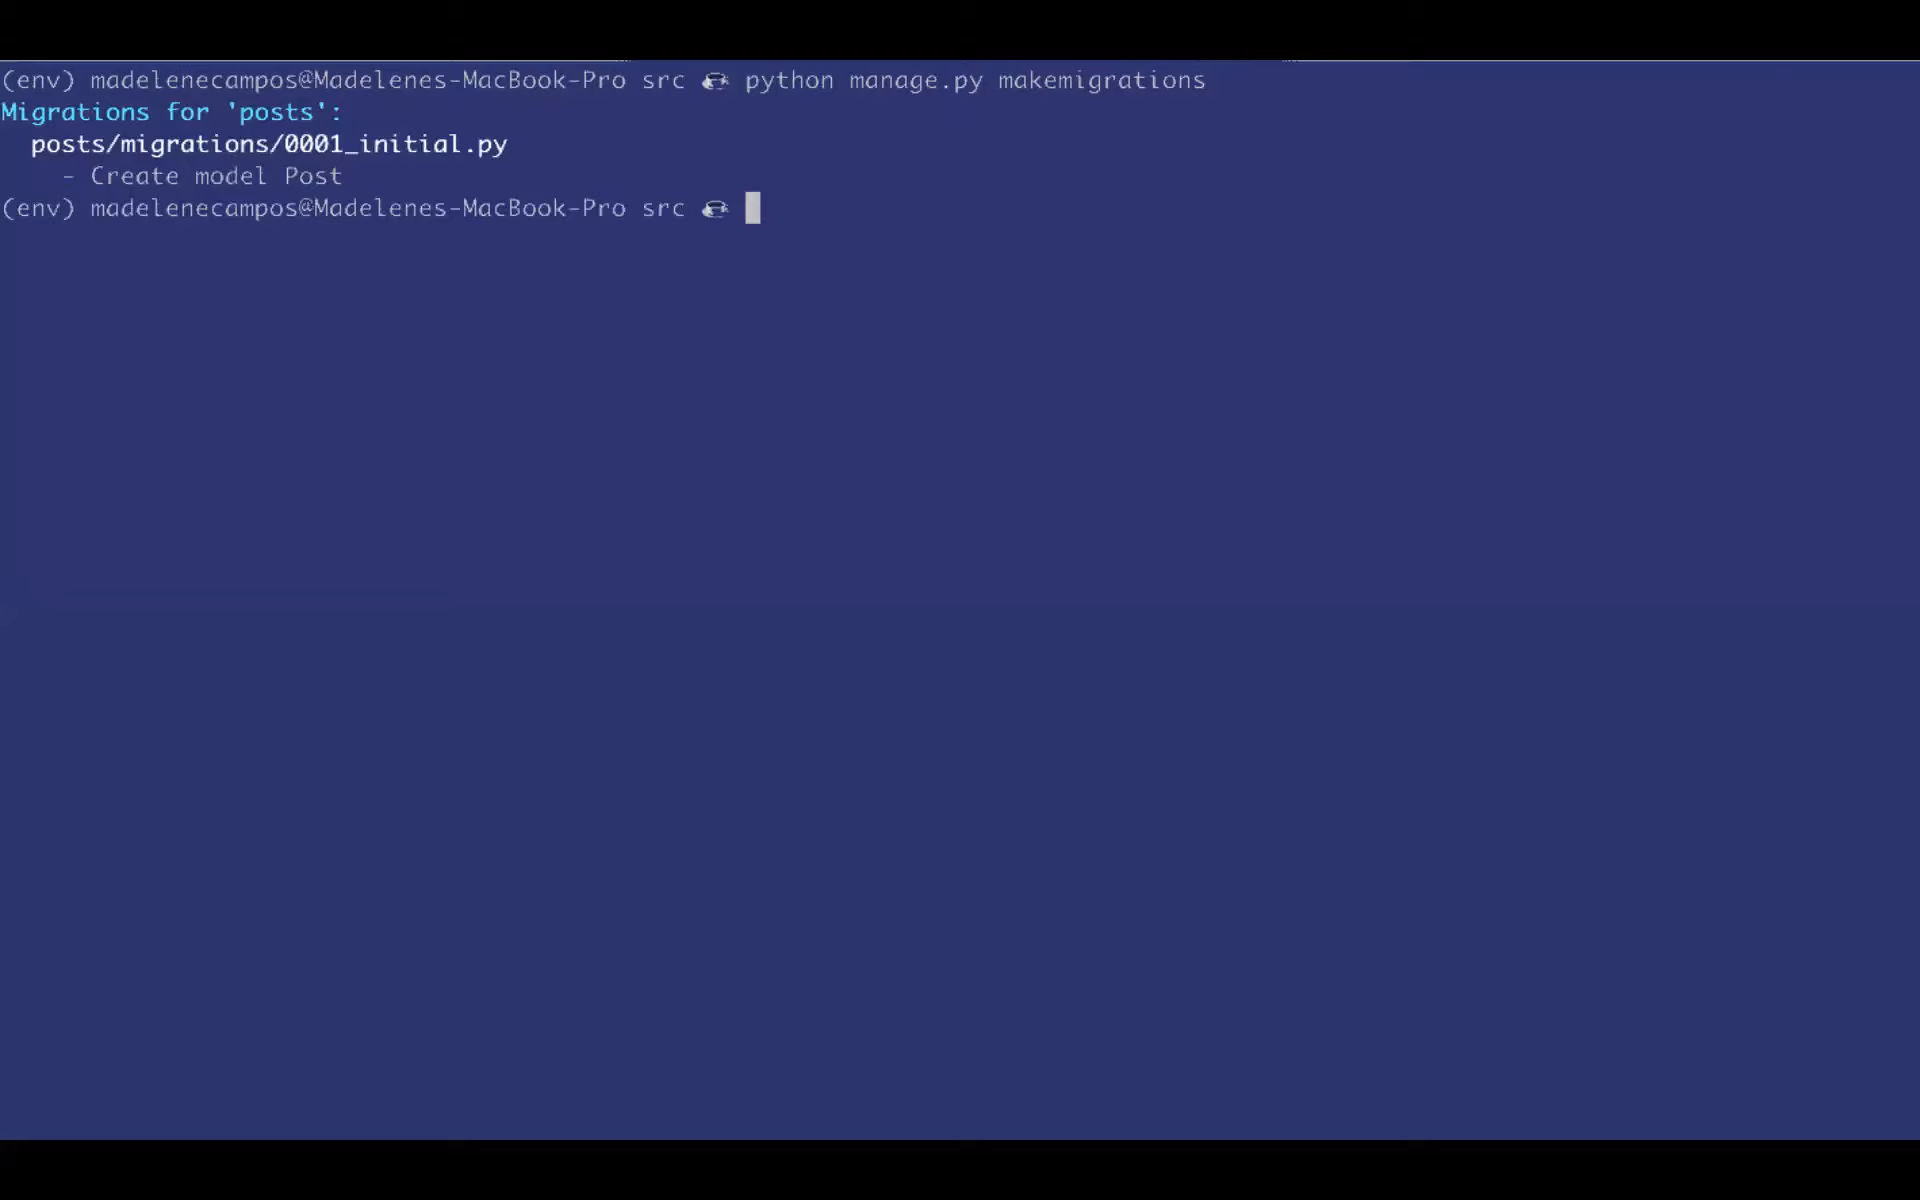 (env) madelenecampos@Madelenes-MacBook-Pro src python manage.py makemigrations
Migrations for 'posts':
posts/migrations/0001_initial.py
- Create model Post
(env) madelenecampos@Madelenes-MacBook-Pro src